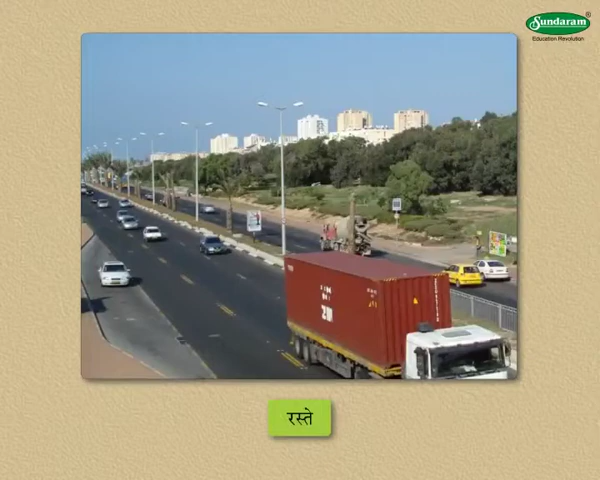 Sundaram
Education Revolution
रस्ते